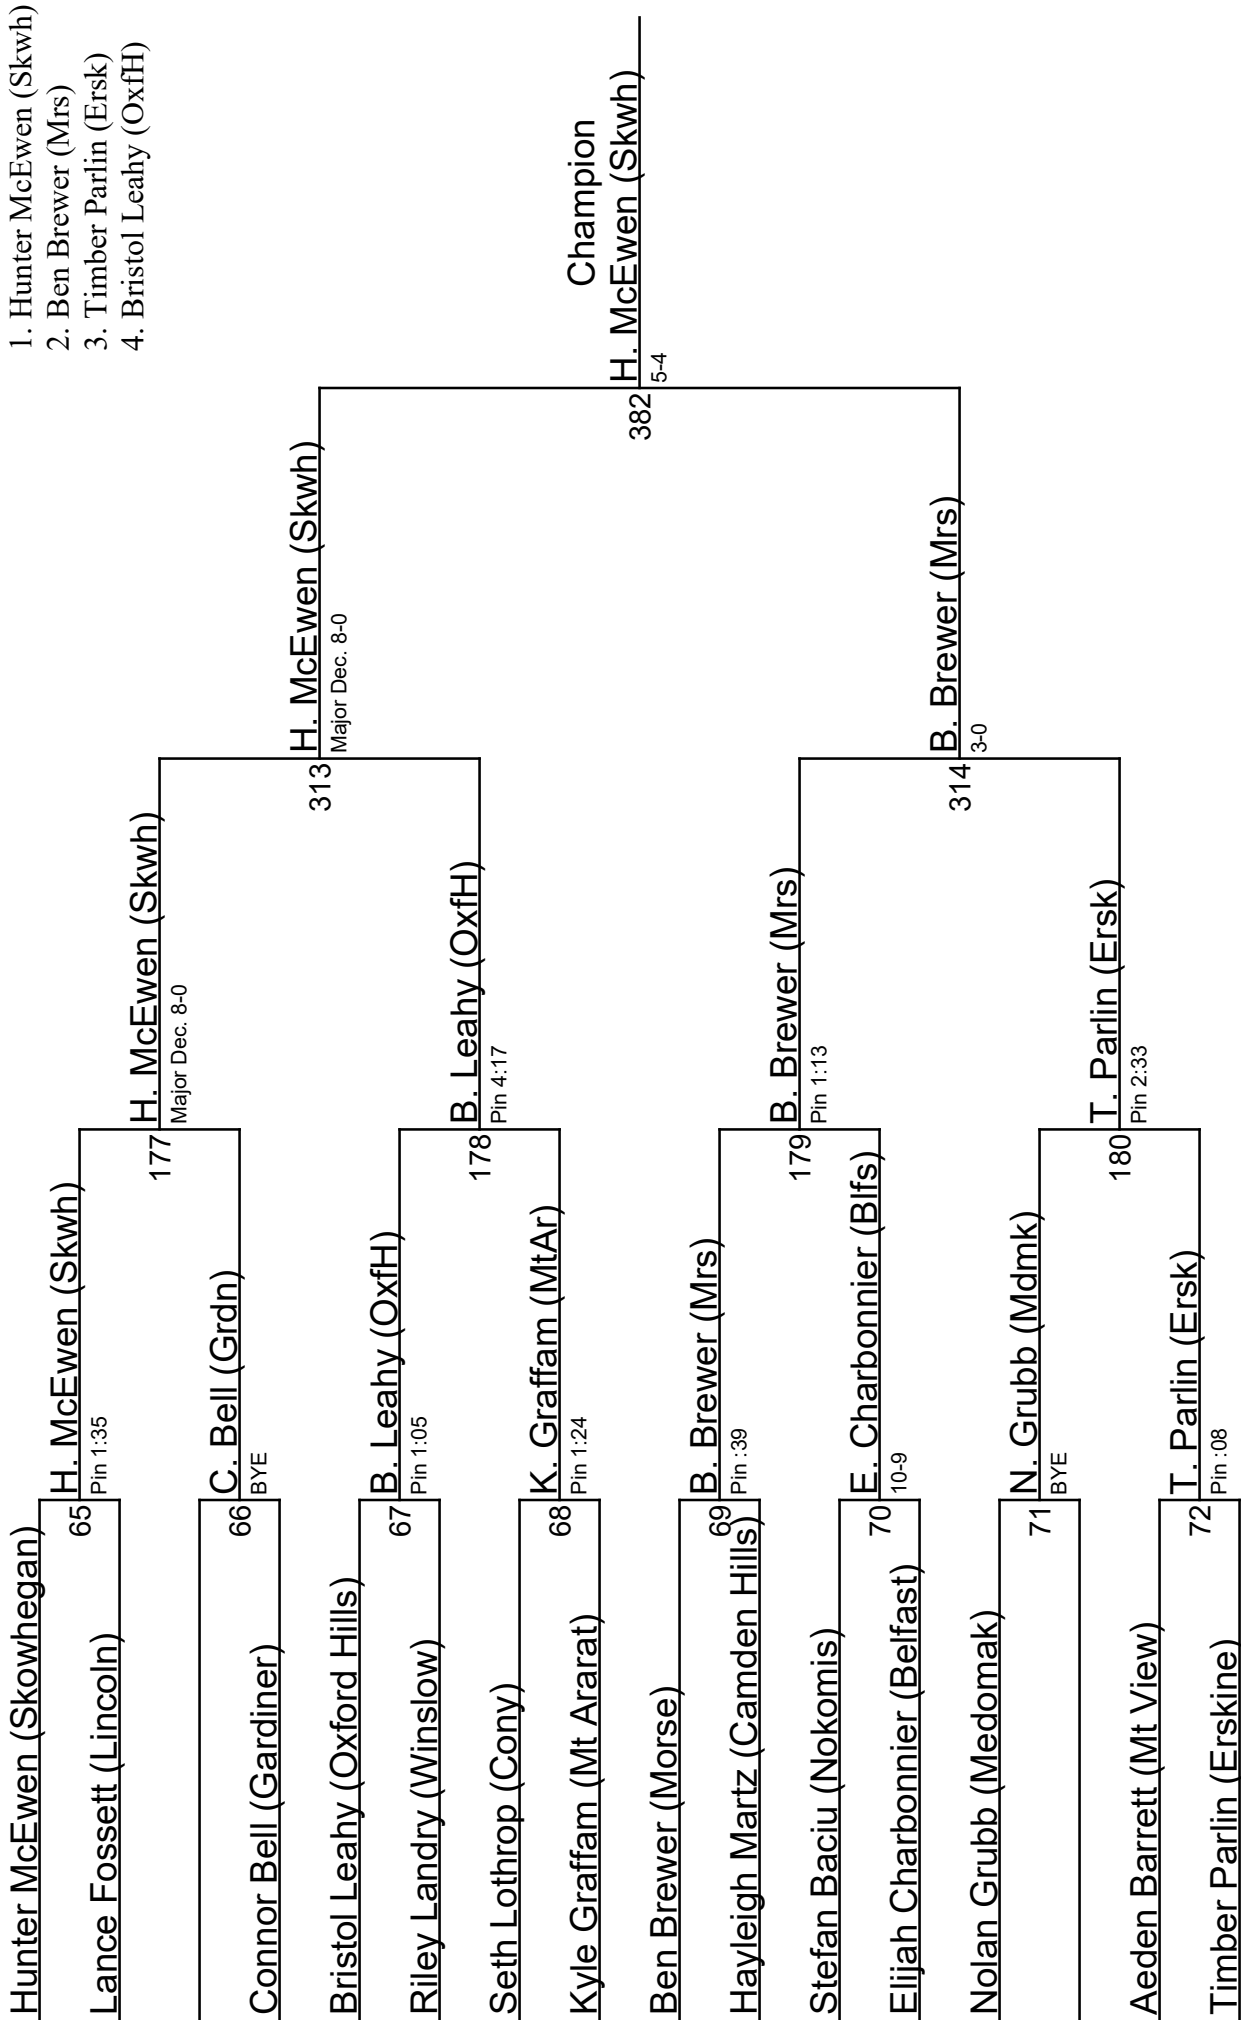 1. Hunter McEwen (Skwh)
2. Ben Brewer (Mrs)
3. Timber Parlin (Ersk)
4. Bristol Leahy (OxfH)
Hunter McEwen (Skowhegan)
Lance Fossett (Lincoln)
Connor Bell (Gardiner)
Bristol Leahy (Oxford Hills)
Riley Landry (Winslow)
Seth Lothrop (Cony)
Kyle Graffam (Mt Ararat)
Ben Brewer (Morse)
Hayleigh Martz (Camden Hills)
Stefan Baciu (Nokomis)
Elijah Charbonnier (Belfast)
Nolan Grubb (Medomak)
Aeden Barrett (Mt View)
Timber Parlin (Erskine)
65
H. McEwen (Skwh)
Pin 1:35
66
C. Bell (Grdn)
BYE
67
B. Leahy (OxfH)
Pin 1:05
68
K. Graffam (MtAr)
Pin 1:24
69
B. Brewer (Mrs)
Pin :39
70
E. Charbonnier (Blfs)
10-9
71
N. Grubb (Mdmk)
BYE
72
T. Parlin (Ersk)
Pin :08
177
H. McEwen (Skwh)
Major Dec. 8-0
178
B. Leahy (OxfH)
Pin 4:17
179
B. Brewer (Mrs)
Pin 1:13
180
T. Parlin (Ersk)
Pin 2:33
313
H. McEwen (Skwh)
Major Dec. 8-0
314
B. Brewer (Mrs)
3-0
382
Champion
H. McEwen (Skwh)
5-4